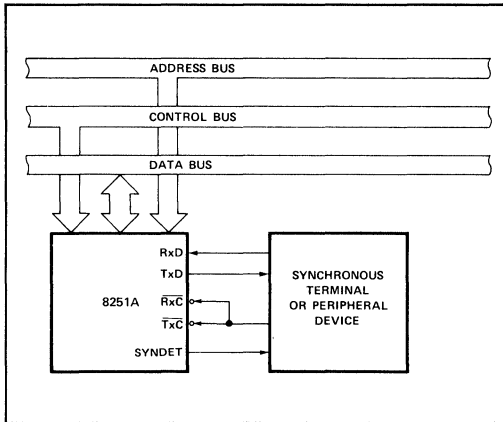 ADDRESS BUS
CONTROL BUS
DATA BUS
8251A
RxD
TxD
RxC
TxC
SYNDET
SYNCHRONOUS
TERMINAL
OR PERIPHERAL
DEVICE